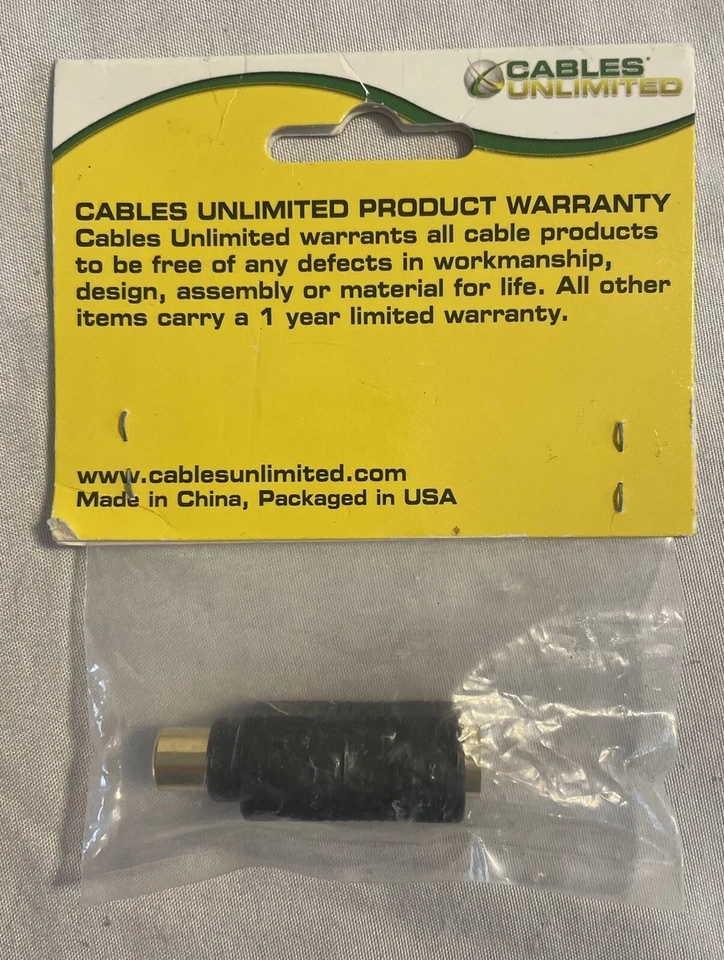 CABLES
UNLIMITED
CABLES UNLIMITED PRODUCT WARRANTY
Cables Unlimited warrants all cable products
to be free of any defects in workmanship,
design, assembly or material for life. All other
items carry a 1 year limited warranty.
www.cablesunlimited.com
Made in China, Packaged in USA